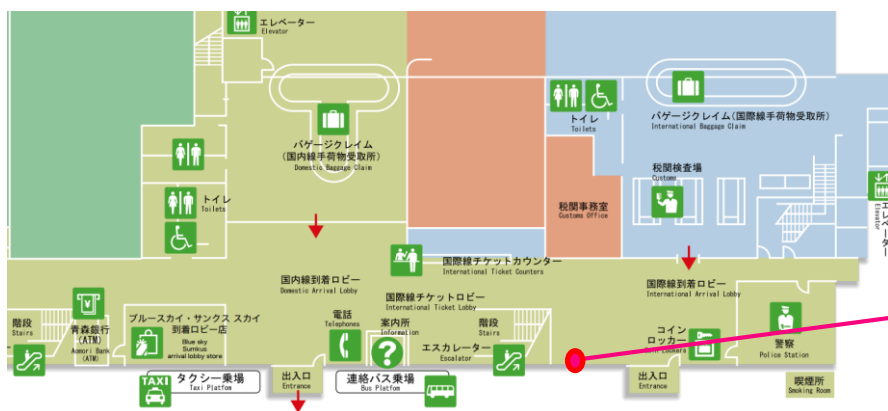 エレベーター
Elevator
バゲージクレイム
(国内線手荷物受取所)
Domestic Baggage Claim
トイレ
Toilets
バゲージクレイム(国際線手荷物受取所)
International Baggage Claim
税関検査場
Customs
エレベーター
Elevator
トイレ
Toilets
税関事務室
Customs Office
国際線チケットカウンター
International Ticket Counters
国内線到着ロビー
Domestic Arrival Lobby
国際線到着ロビー
International Arrival Lobby
国際線チケットロビー
International Ticket Lobby
階段
Stairs
青森銀行
(ATM)
Aomori Bank
(ATM)
ブルースカイ・サンクス スカイ
到着ロビー店
Blue sky
Sunkus
arrival lobby store
電話
Telephones
案内所
Information
?
階段
Stairs
エスカレーター
Escalator
コイン
ロッカー
警察
Police Station
TAXI
タクシー乗場
Taxi Platfom
出入口
Entrance
連絡バス乗場
Bus Platfom
出入口
Entrance
喫煙所
Smoking Room